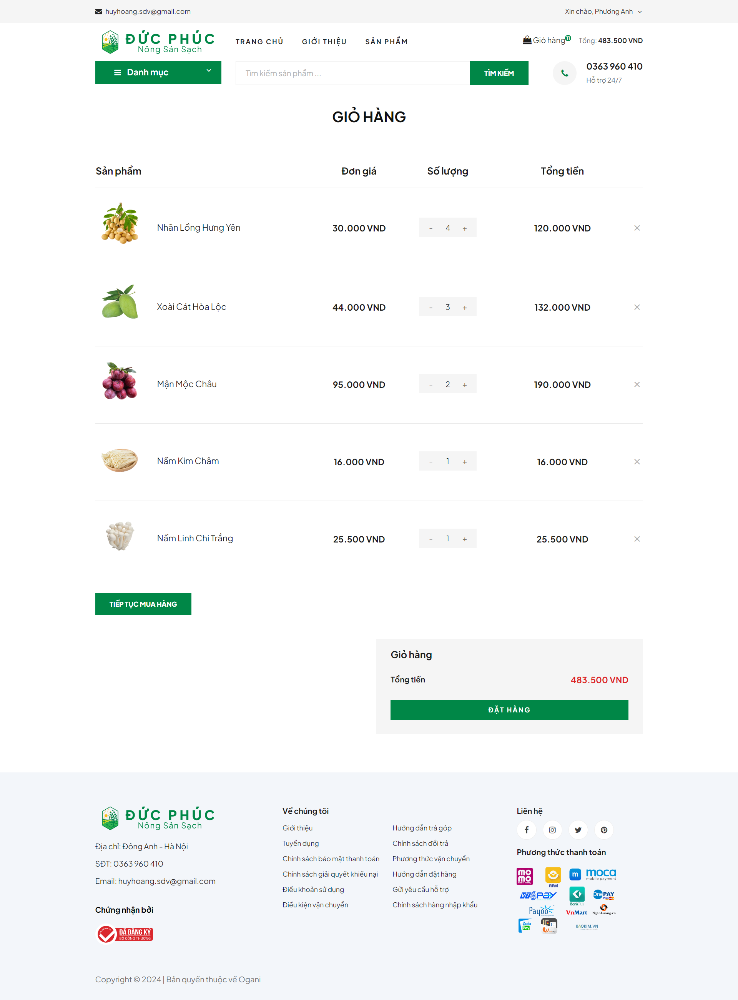 huyhoang.sdv@gmail.com
Xin chào, Phương Anh
ĐỨC PHÚC
Nông Sản Sạch
TRANG CHỦ
GIỚI THIỆU
SẢN PHẨM
Giỏ hàng 11
Tổng: 483.500 VND
Danh mục
Tìm kiếm sản phẩm ...
TÌM KIẾM
0363 960 410
Hỗ trợ 24/7
GIỎ HÀNG
Sản phẩm Đơn giá Số lượng Tổng tiền
Nhãn Lồng Hưng Yên 30.000 VND - 4 + 120.000 VND
Xoài Cát Hòa Lộc 44.000 VND - 3 + 132.000 VND
Mận Mộc Châu 95.000 VND - 2 + 190.000 VND
Nấm Kim Châm 16.000 VND - 1 + 16.000 VND
Nấm Linh Chi Trắng 25.500 VND - 1 + 25.500 VND
TIẾP TỤC MUA HÀNG
Giỏ hàng
Tổng tiền 483.500 VND
ĐẶT HÀNG
ĐỨC PHÚC
Nông Sản Sạch
Địa chỉ: Đông Anh - Hà Nội
SĐT: 0363 960 410
Email: huyhoang.sdv@gmail.com
Chứng nhận bởi
ĐÃ ĐĂNG KÝ
BỘ CÔNG THƯƠNG
Về chúng tôi
Giới thiệu
Tuyển dụng
Chính sách bảo mật thanh toán
Chính sách giải quyết khiếu nại
Điều khoản sử dụng
Điều kiện vận chuyển
Hướng dẫn trả góp
Chính sách đổi trả
Phương thức vận chuyển
Hướng dẫn đặt hàng
Gửi yêu cầu hỗ trợ
Chính sách hàng nhập khẩu
Liên hệ
Phương thức thanh toán
mo
mo
mobile money
ViViệt
m moca
mobile payment
VTCPAY
BankPlus
OnePAY
VISA
Payoo
VnMart
NganLuong.vn
Zalo
Pay
BAOKIM.VN
Copyright © 2024 | Bản quyền thuộc về Ogani